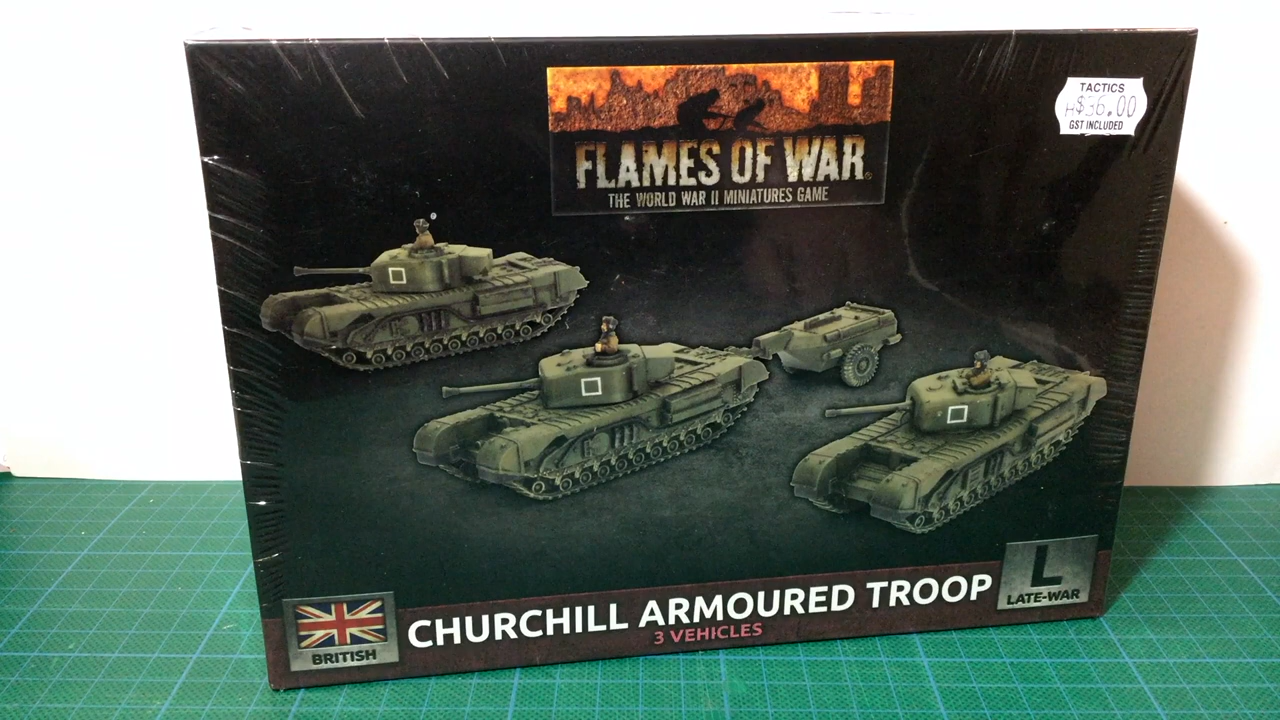 TACTICS
A$36.00
GST INCLUDED
FLAMES OF WAR
THE WORLD WAR II MINIATURES GAME
L
LATE-WAR
CHURCHILL ARMOURED TROOP
3 VEHICLES
BRITISH